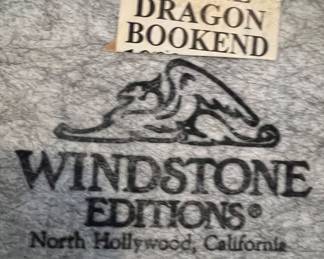 DRAGON
BOOKEND
WINDSTONE
EDITIONS®
North Hollywood, California